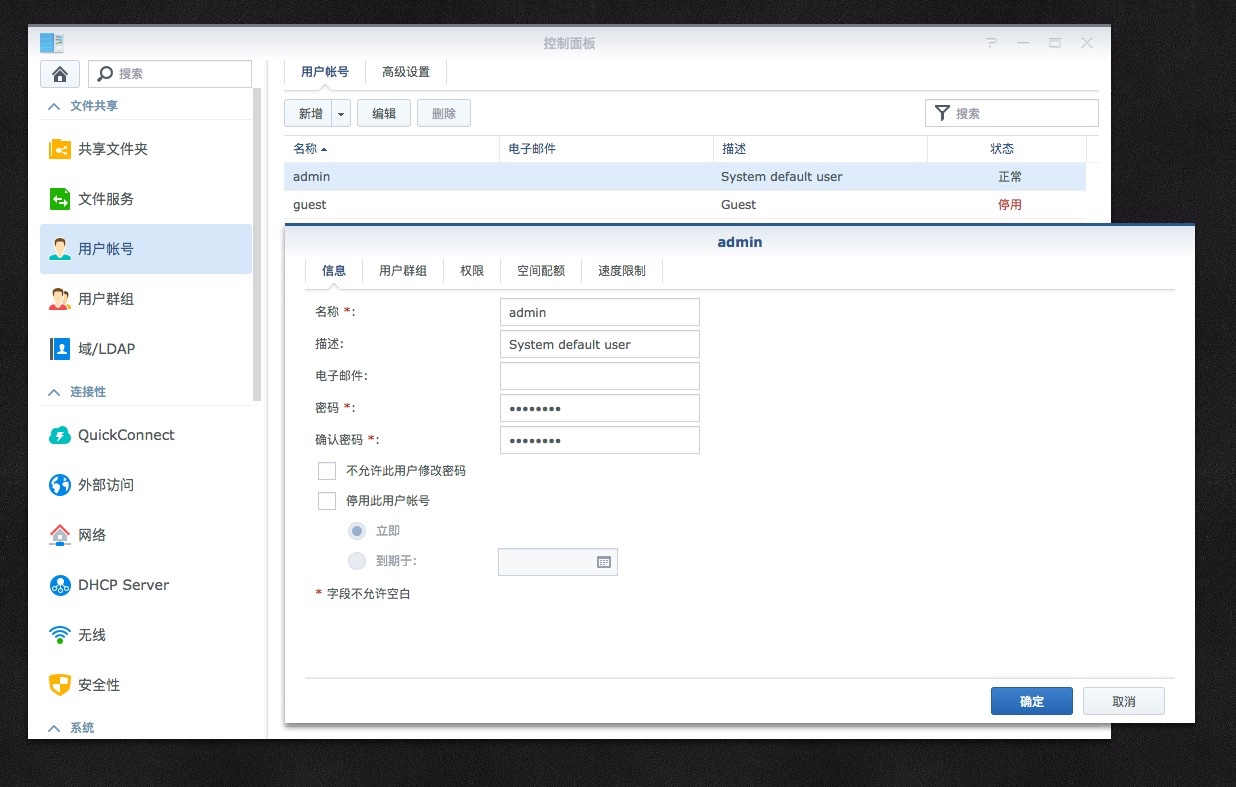 控制面板
搜索
文件共享
共享文件夹
文件服务
用户帐号
用户群组
域/LDAP
连接性
QuickConnect
外部访问
网络
DHCP Server
无线
安全性
系统
用户帐号 高级设置
新增 编辑 删除 搜索
名称 电子邮件 描述 状态
admin System default user 正常
guest Guest 停用
admin
信息 用户群组 权限 空间配额 速度限制
名称 *: admin
描述: System default user
电子邮件:
密码 *: ••••••••
确认密码 *: ••••••••
不允许此用户修改密码
停用此用户帐号
立即
到期于:
* 字段不允许空白
确定 取消